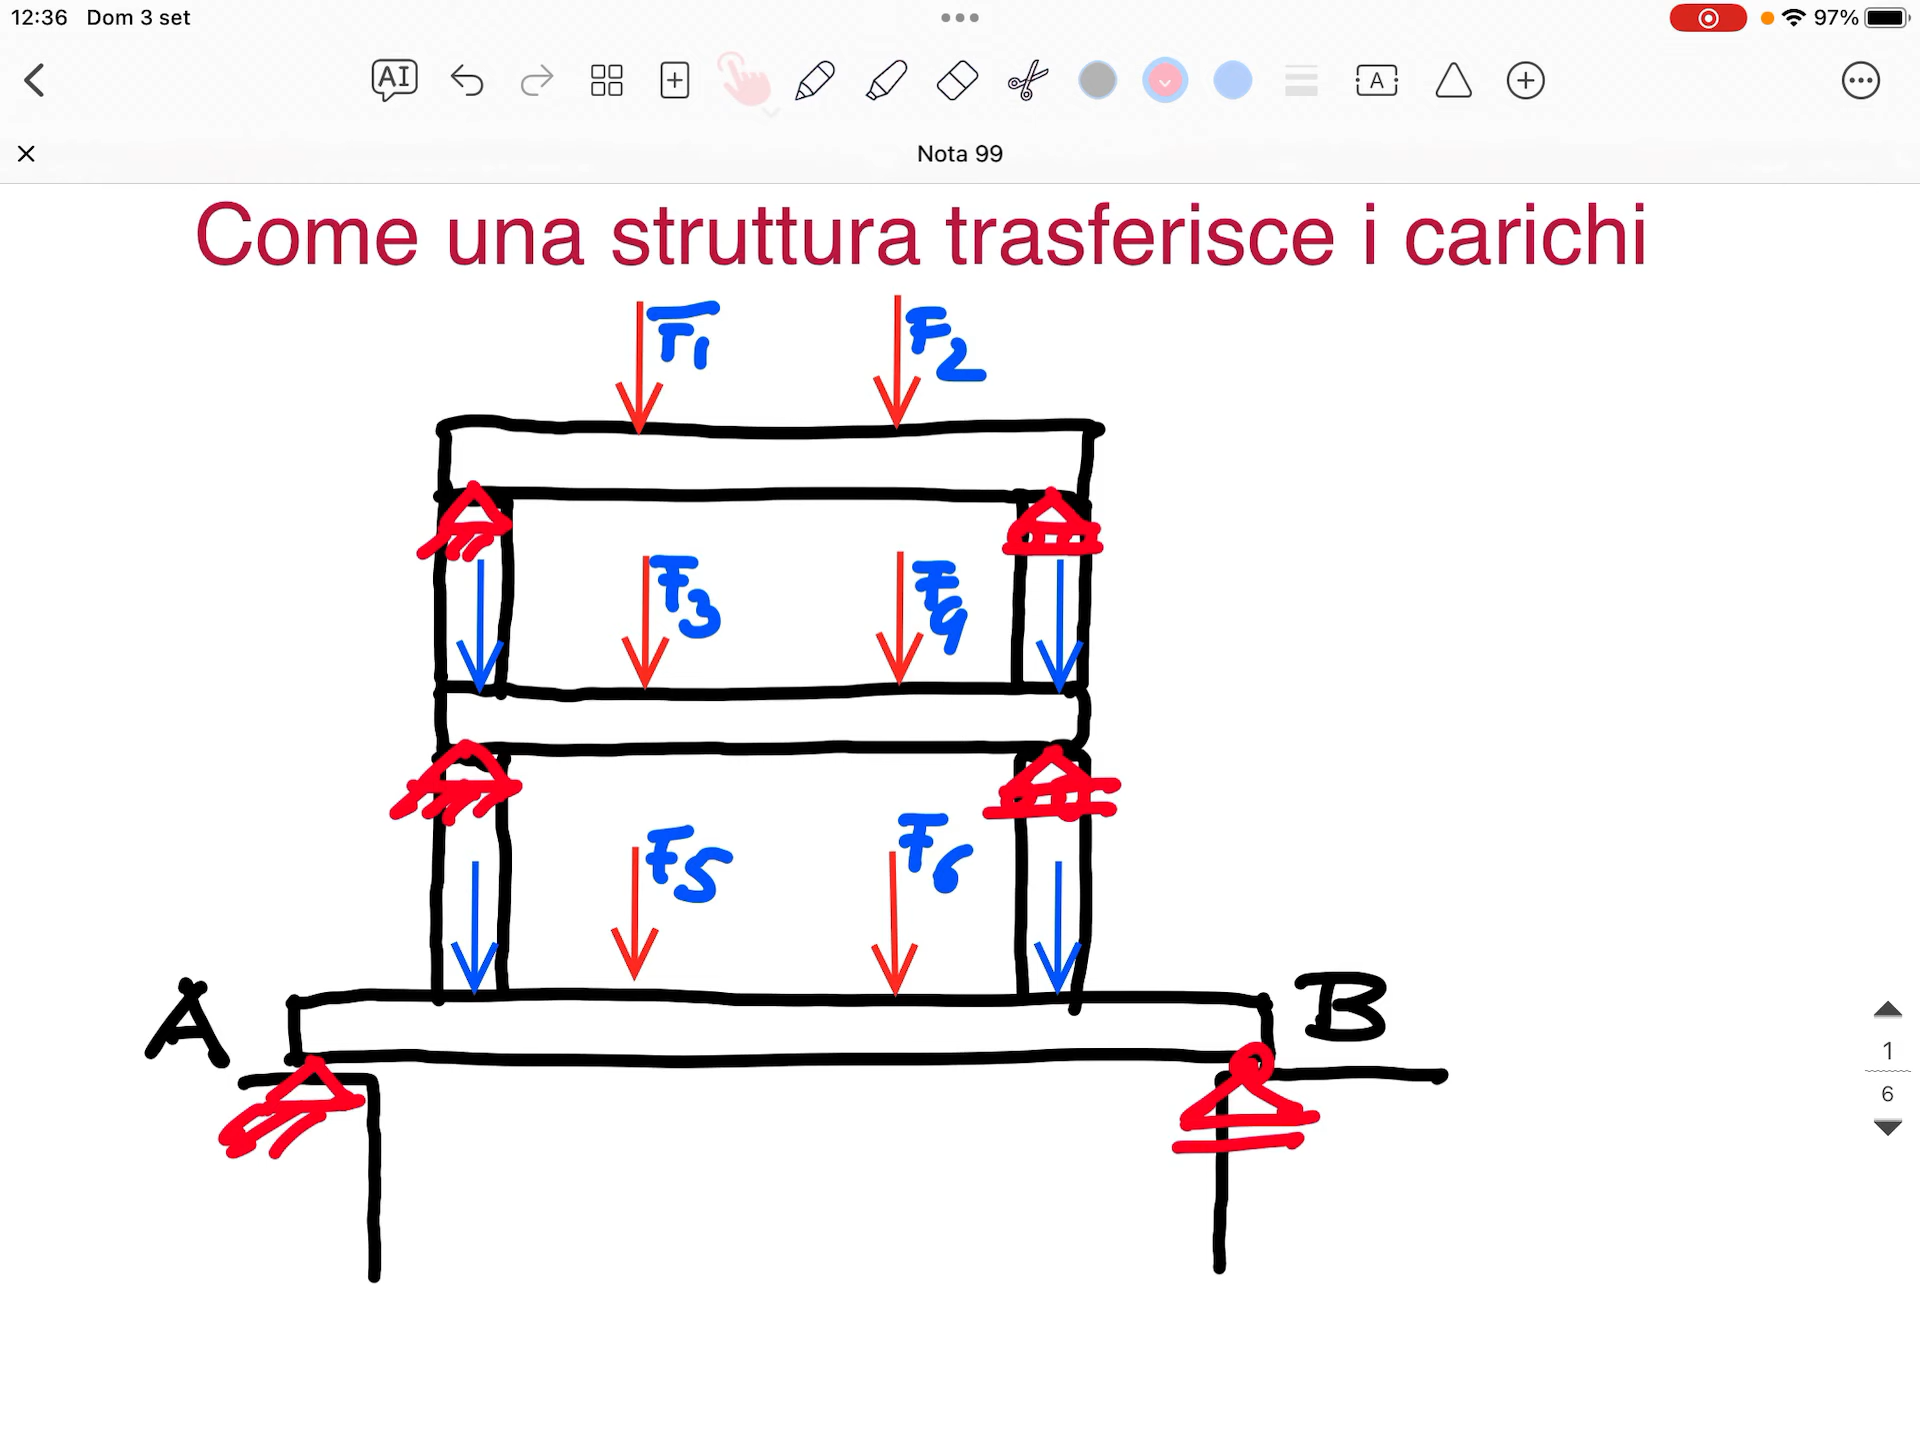 12:36 Dom 3 set
97%
AI
A
Nota 99
Come una struttura trasferisce i carichi
F1
F2
F3
F4
F5
F6
A
B
1
6